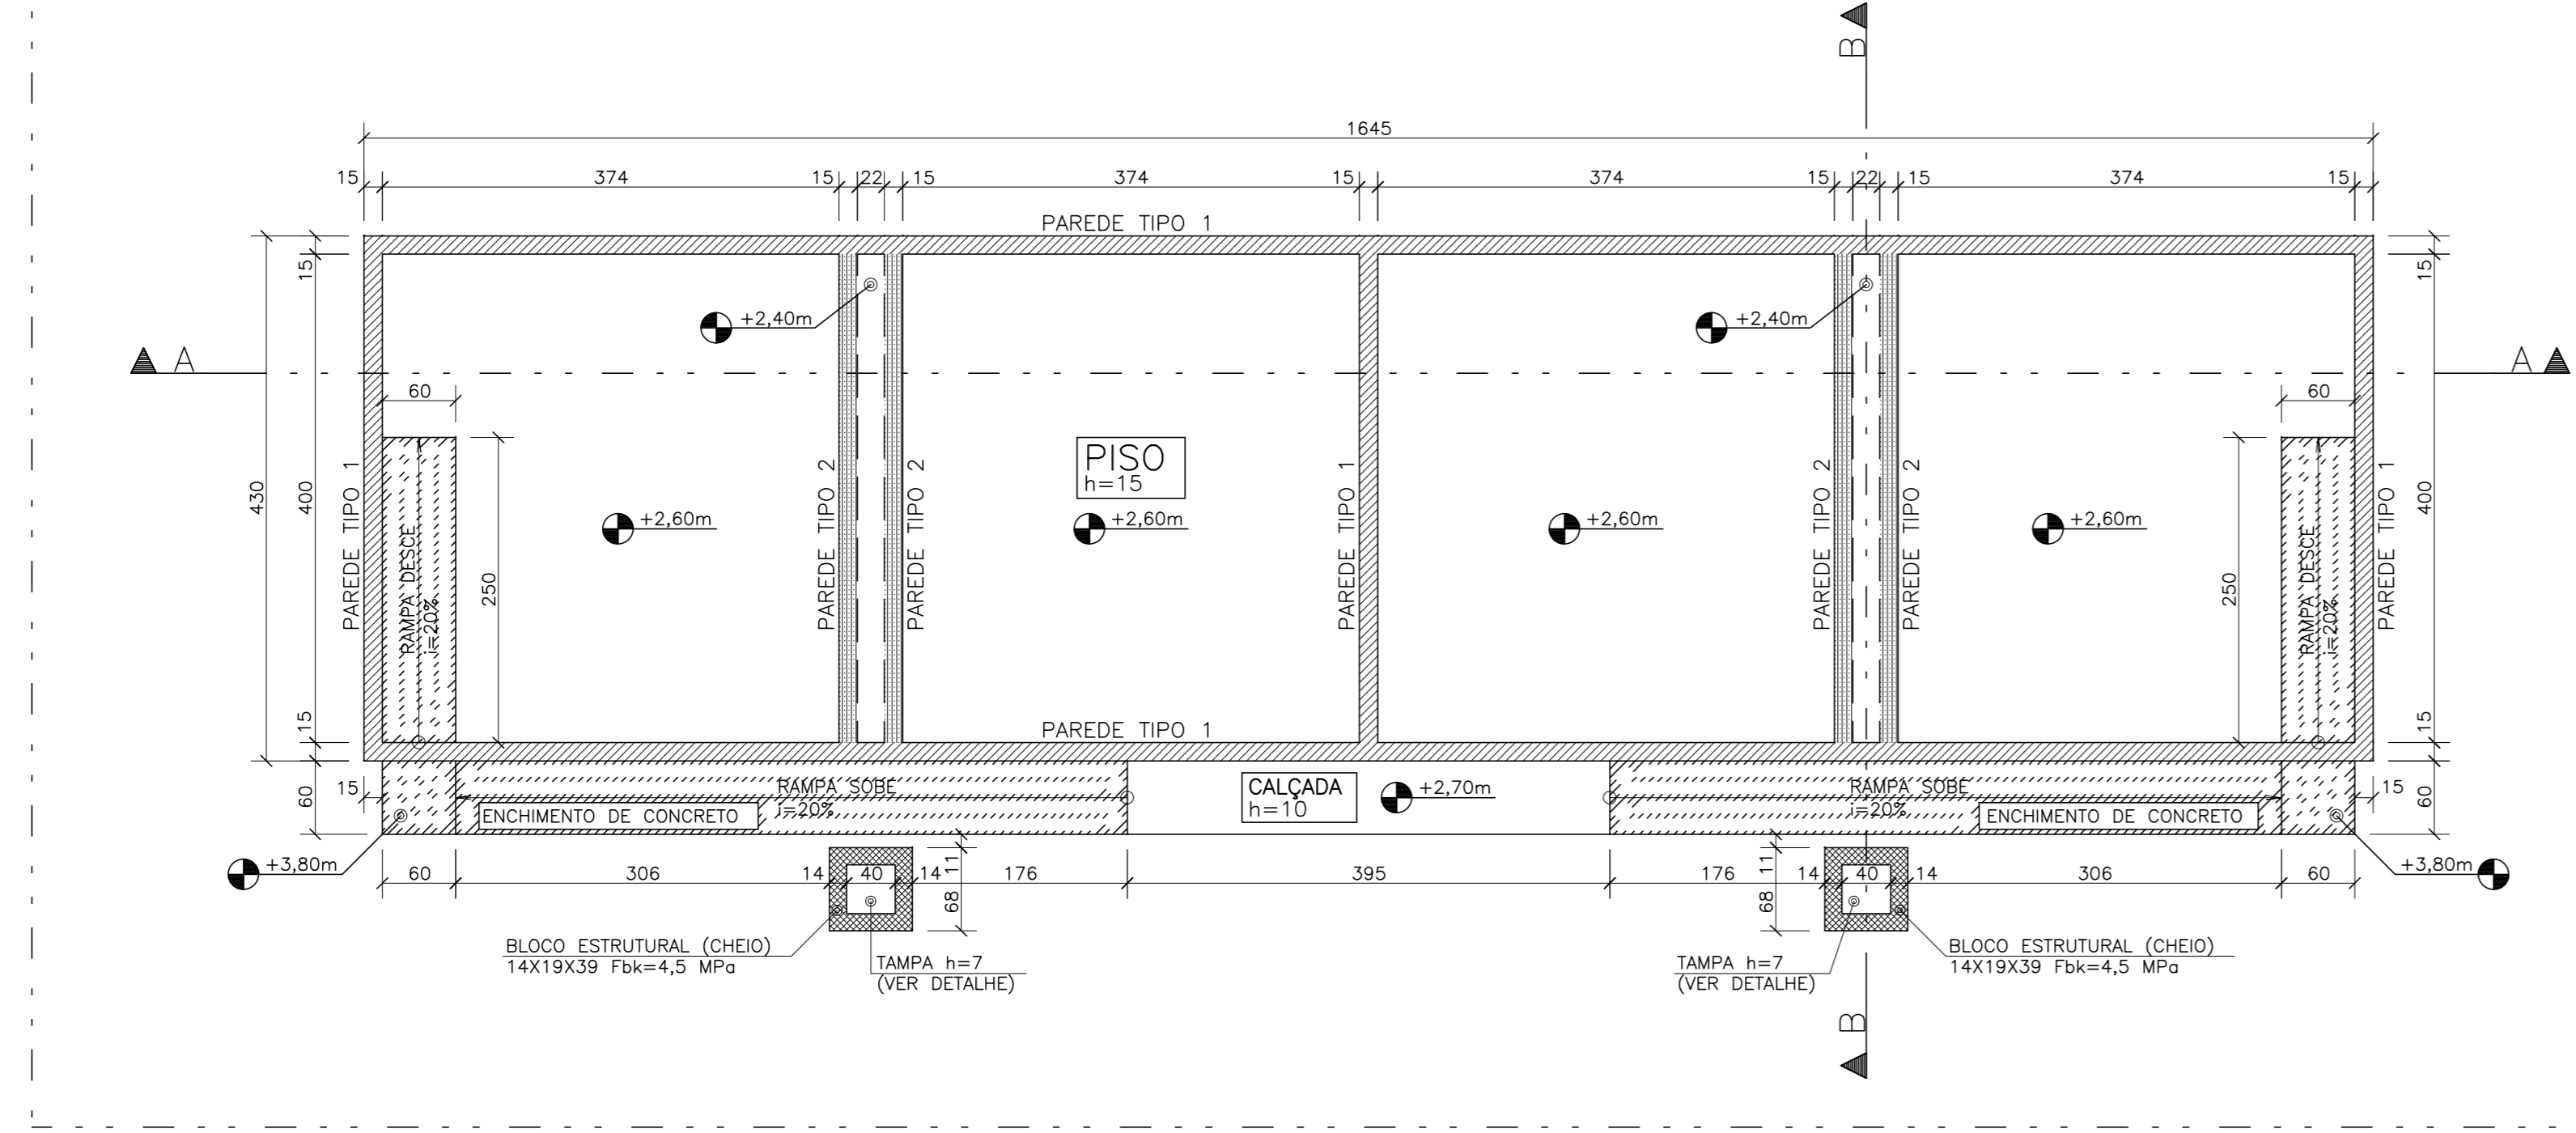 B
1645
15 374 15 22 15 374 15 374 15 22 15 374 15
PAREDE TIPO 1
15
15
+2,40m
+2,40m
A
A
60
60
PISO
h=15
430
400
PAREDE TIPO 1
RAMPA DESCE
i=20%
250
+2,60m
PAREDE TIPO 2
PAREDE TIPO 2
+2,60m
PAREDE TIPO 1
+2,60m
PAREDE TIPO 2
PAREDE TIPO 2
+2,60m
250
RAMPA DESCE
i=20%
PAREDE TIPO 1
400
15
PAREDE TIPO 1
15
60
15
RAMPA SOBE
i=20%
ENCHIMENTO DE CONCRETO
CALÇADA
h=10
+2,70m
RAMPA SOBE
i=20%
ENCHIMENTO DE CONCRETO
15
60
+3,80m
60 306 14 40 14 176 395 176 14 40 14 306 60
+3,80m
11
68
11
68
BLOCO ESTRUTURAL (CHEIO)
14X19X39 Fbk=4,5 MPa
TAMPA h=7
(VER DETALHE)
TAMPA h=7
(VER DETALHE)
BLOCO ESTRUTURAL (CHEIO)
14X19X39 Fbk=4,5 MPa
B